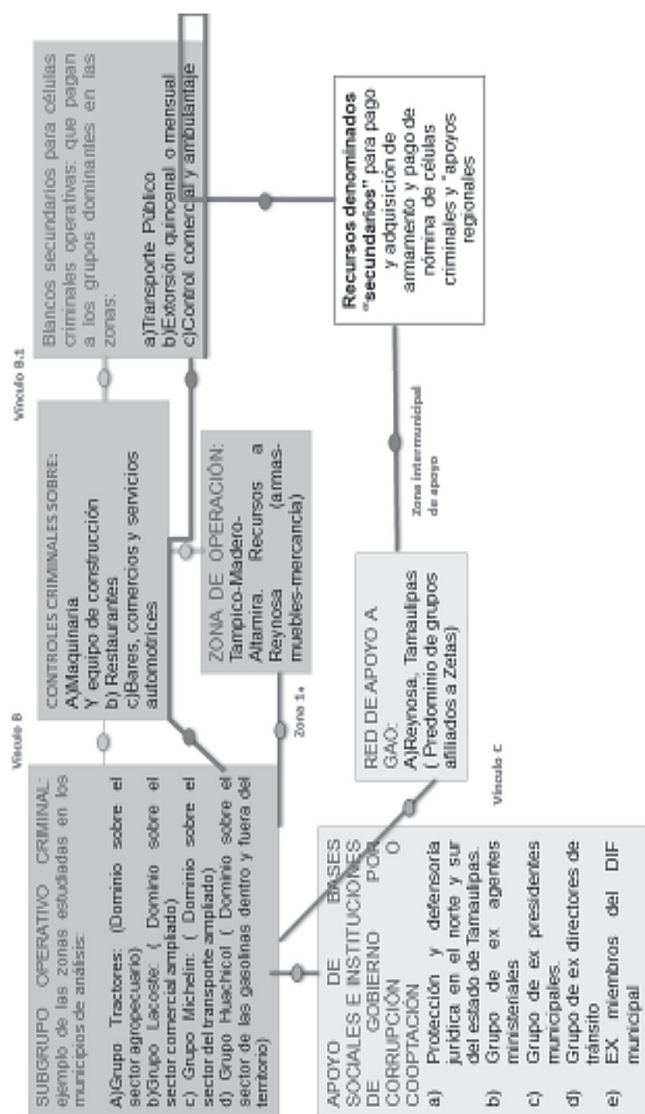 SUBGRUPO OPERATIVO CRIMINAL:
ejemplo de las zonas estudiadas en los
municipios de análisis:
A)Grupo Tractores: (Dominio sobre el
sector agropecuario)
b)Grupo Lacoste: ( Dominio sobre el
sector comercial ampliado)
c) Grupo Michelin: ( Dominio sobre el
sector del transporte ampliado)
d) Grupo Huachicol ( Dominio sobre el
sector de las gasolinas dentro y fuera del
territorio)
Vínculo B
CONTROLES CRIMINALES SOBRE:
A)Maquinaria
Y equipo de construcción
b) Restaurantes
c)Bares, comercios y servicios
automotrices
Vínculo B.1
Blancos secundarios para células
criminales operativas: que pagan
a los grupos dominantes en las
zonas:
a)Transporte Público
b)Extorsión quincenal o mensual
c)Control comercial y ambulantaje
Zona 1.
ZONA DE OPERACIÓN:
Tampico-Madero-
Altamira. Recursos a
Reynosa (armas-
muebles-mercancía)
APOYO DE BASES
SOCIALES E INSTITUCIONES
DE GOBIERNO POR
CORRUPCIÓN O
COOPTACIÓN
a) Protección y defensoría
jurídica en el norte y sur
del estado de Tamaulipas.
b) Grupo de ex agentes
ministeriales
c) Grupo de ex presidentes
municipales.
d) Grupo de ex directores de
tránsito
e) EX miembros del DIF
municipal
Vínculo C
RED DE APOYO A
GAO:
A)Reynosa, Tamaulipas
( Predominio de grupos
afiliados a Zetas)
Zona intermunicipal
de apoyo
Recursos denominados
"secundarios" para pago
y adquisición de
armamento y pago de
nómina de células
criminales y "apoyos
regionales